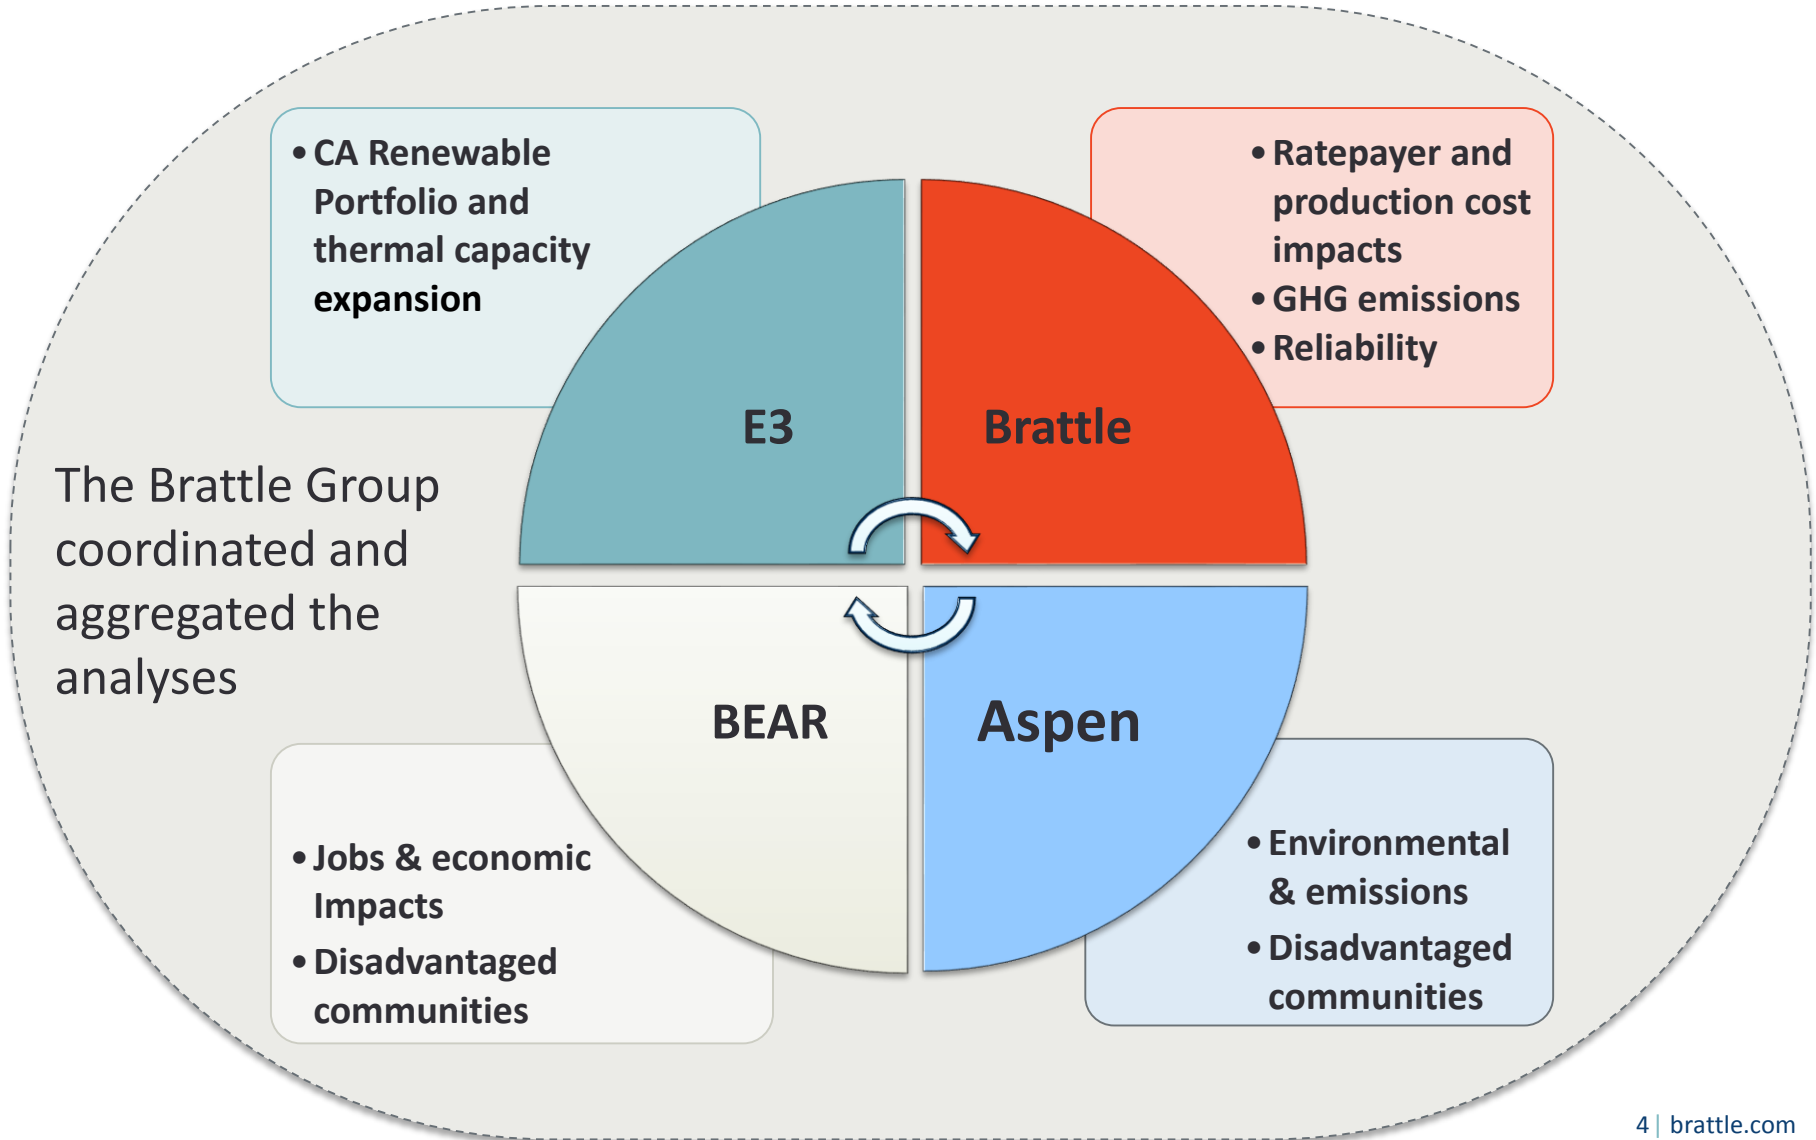 • CA Renewable
Portfolio and
thermal capacity
expansion
• Ratepayer and
production cost
impacts
• GHG emissions
• Reliability
E3
Brattle
The Brattle Group
coordinated and
aggregated the
analyses
BEAR
Aspen
• Jobs & economic
Impacts
• Disadvantaged
communities
• Environmental
& emissions
• Disadvantaged
communities
4 | brattle.com